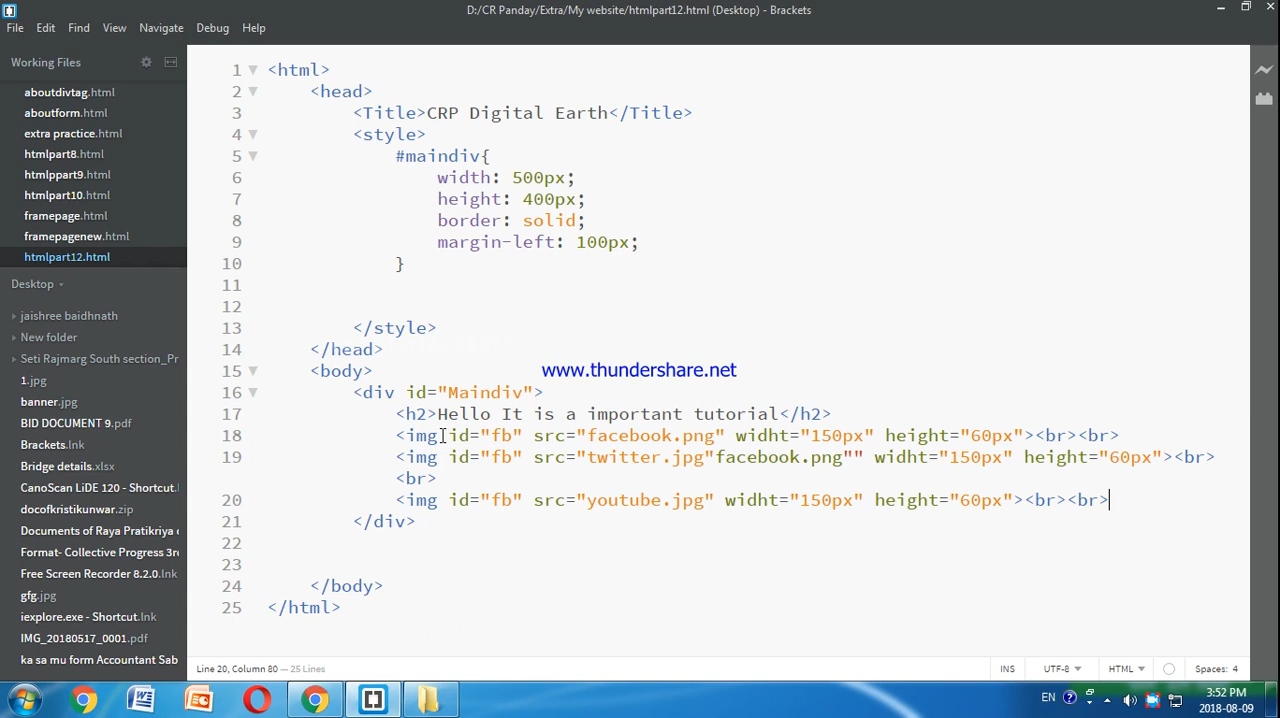 D:/CR Panday/Extra/My website/htmlpart12.html (Desktop) - Brackets
File Edit Find View Navigate Debug Help
Working Files
aboutdivtag.html
aboutform.html
extra practice.html
htmlpart8.html
htmlppart9.html
htmlpart10.html
framepage.html
framepagenew.html
htmlpart12.html
Desktop
jaishree baidhnath
New folder
Seti Rajmarg South section_Pr
1.jpg
banner.jpg
BID DOCUMENT 9.pdf
Brackets.lnk
Bridge details.xlsx
CanoScan LiDE 120 - Shortcut.l
docofkristikunwar.zip
Documents of Raya Pratikriya
Format- Collective Progress 3r
Free Screen Recorder 8.2.0.lnk
gfg.jpg
iexplore.exe - Shortcut.lnk
IMG_20180517_0001.pdf
ka sa mu form Accountant Sab
1 <html>
2 <head>
3 <Title>CRP Digital Earth</Title>
4 <style>
5 #maindiv{
6 width: 500px;
7 height: 400px;
8 border: solid;
9 margin-left: 100px;
10 }
11
12
13 </style>
14 </head>
15 <body>
www.thundershare.net
16 <div id="Maindiv">
17 <h2>Hello It is a important tutorial</h2>
18 <img id="fb" src="facebook.png" widht="150px" height="60px"><br><br>
19 <img id="fb" src="twitter.jpg"facebook.png"" widht="150px" height="60px"><br>
<br>
20 <img id="fb" src="youtube.jpg" widht="150px" height="60px"><br><br>
21 </div>
22
23
24 </body>
25 </html>
Line 20, Column 80 — 25 Lines
INS UTF-8 HTML Spaces: 4
EN 3:52 PM
2018-08-09